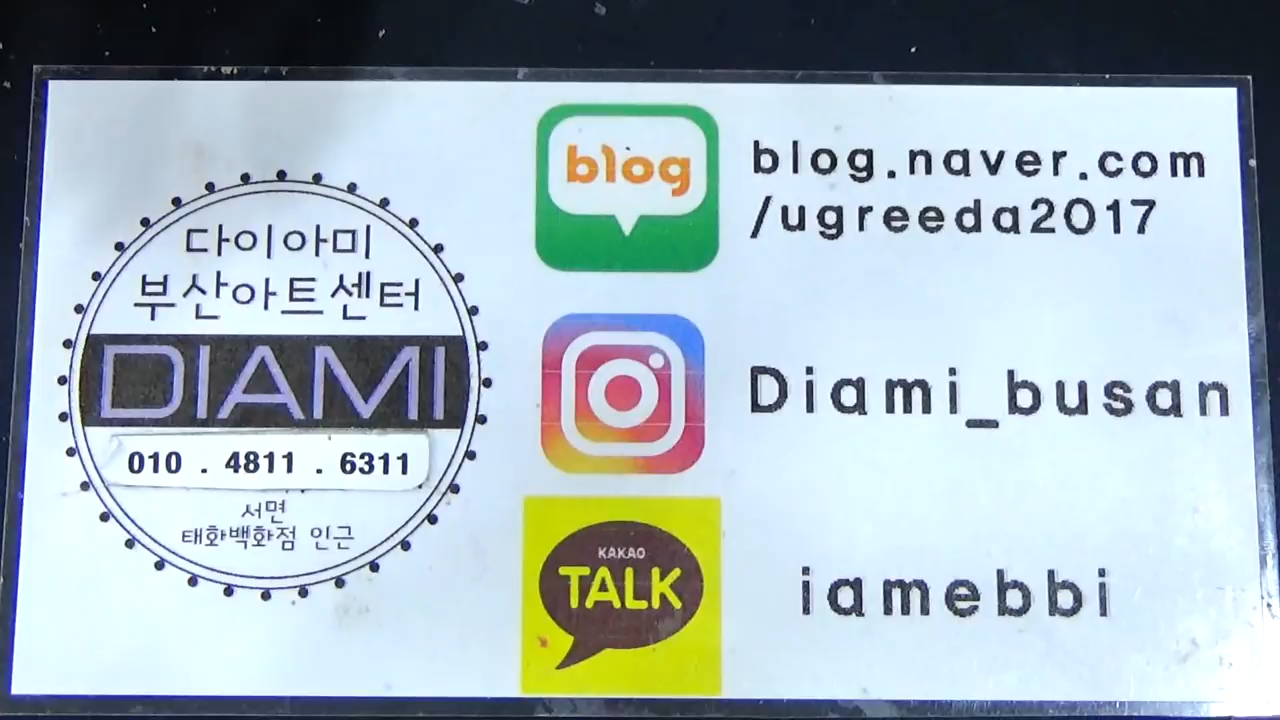 다이아미
부산아트센터
DIAMI
010 . 4811 . 6311
서면
태화백화점 인근
blog
blog.naver.com
/ugreeda2017
Diami_busan
KAKAO
TALK
iamebbi